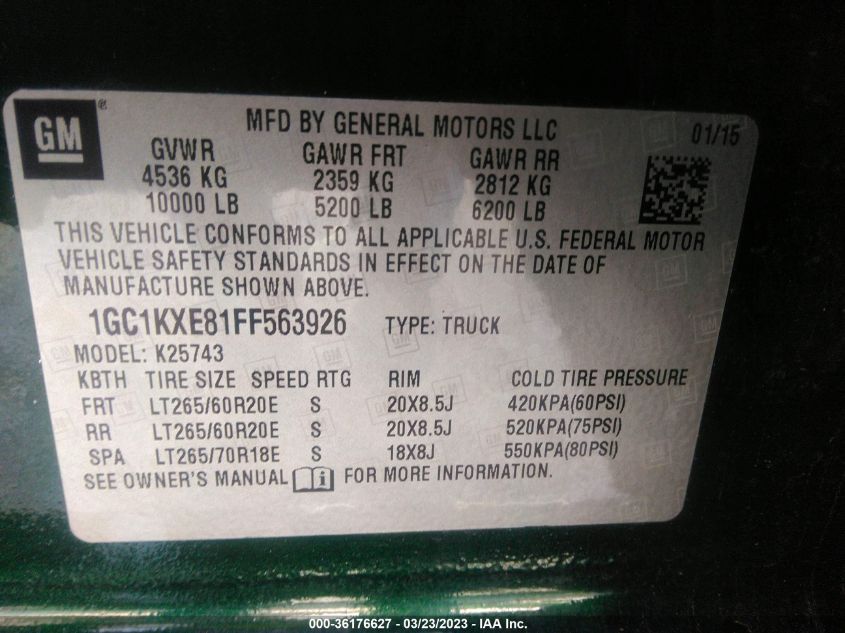 GM
MFD BY GENERAL MOTORS LLC 01/15
GVWR GAWR FRT GAWR RR
4536 KG 2359 KG 2812 KG
10000 LB 5200 LB 6200 LB
THIS VEHICLE CONFORMS TO ALL APPLICABLE U.S. FEDERAL MOTOR
VEHICLE SAFETY STANDARDS IN EFFECT ON THE DATE OF
MANUFACTURE SHOWN ABOVE.
1GC1KXE81FF563926 TYPE: TRUCK
MODEL: K25743
KBTH TIRE SIZE SPEED RTG RIM COLD TIRE PRESSURE
FRT LT265/60R20E S 20X8.5J 420KPA(60PSI)
RR LT265/60R20E S 20X8.5J 520KPA(75PSI)
SPA LT265/70R18E S 18X8J 550KPA(80PSI)
SEE OWNER'S MANUAL i FOR MORE INFORMATION.
000-36176627 - 03/23/2023 - IAA Inc.